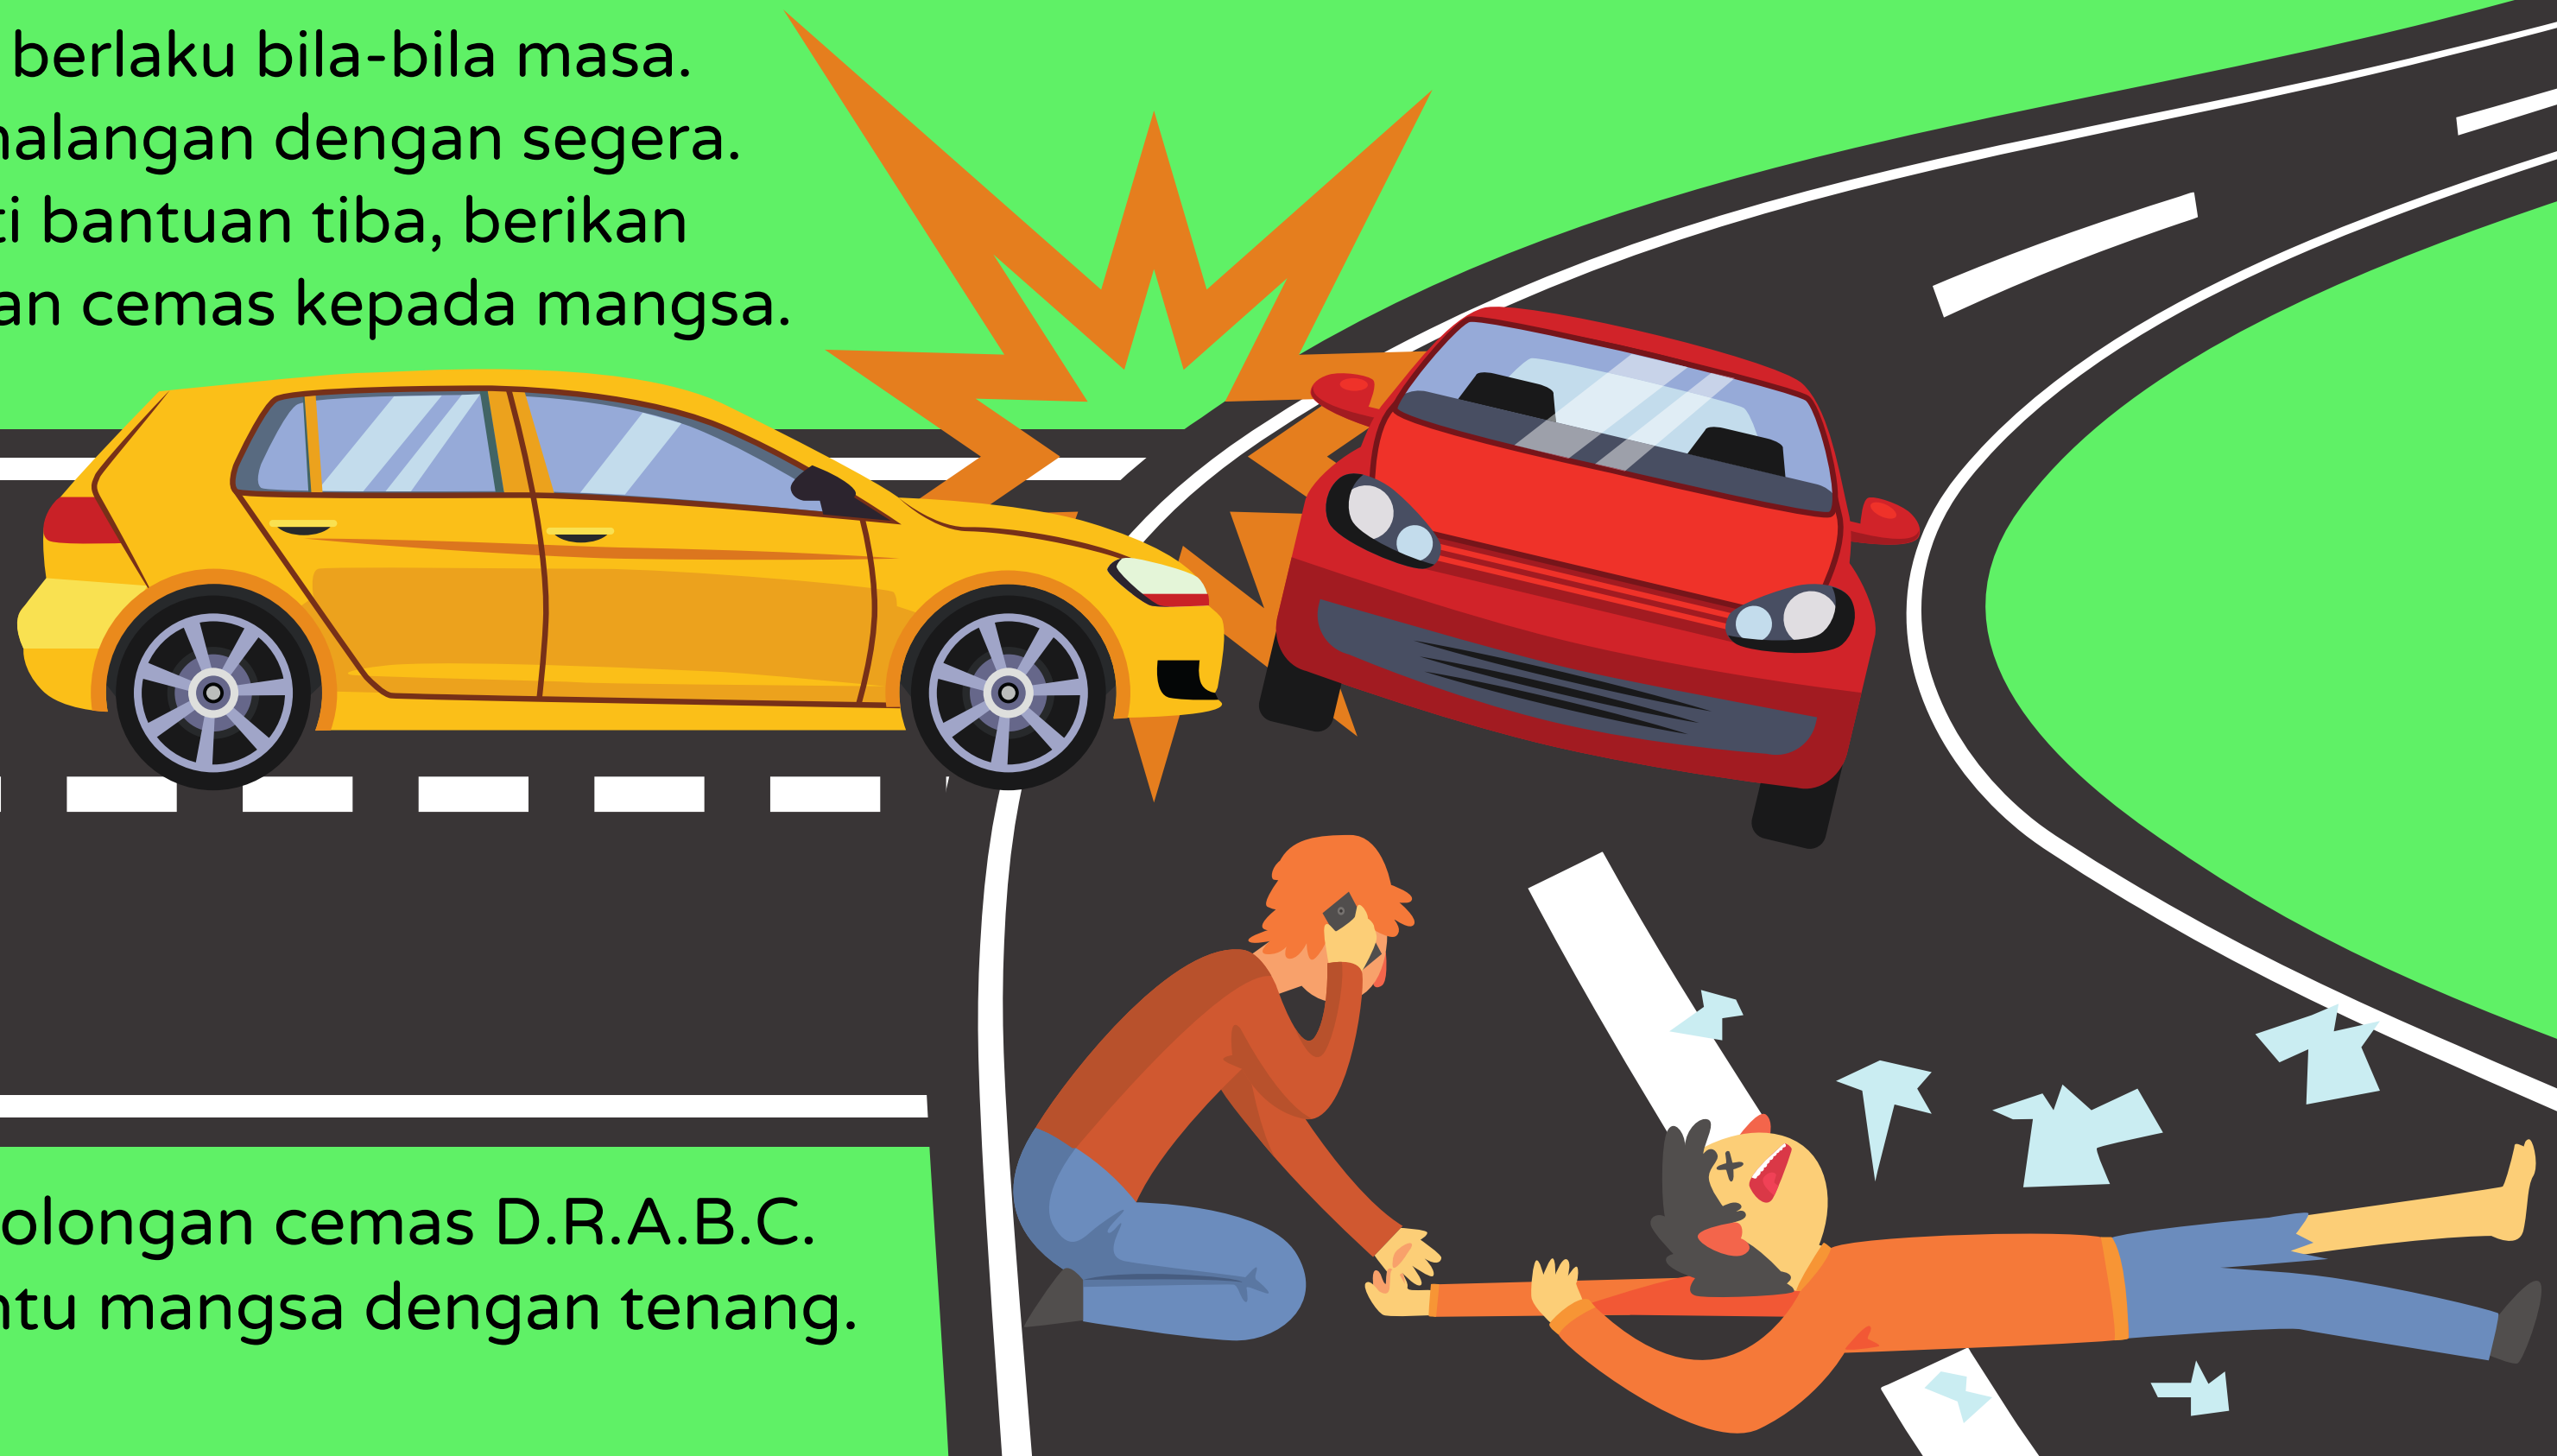 berlaku bila-bila masa.
malangan dengan segera.
ti bantuan tiba, berikan
an cemas kepada mangsa.
olongan cemas D.R.A.B.C.
ntu mangsa dengan tenang.